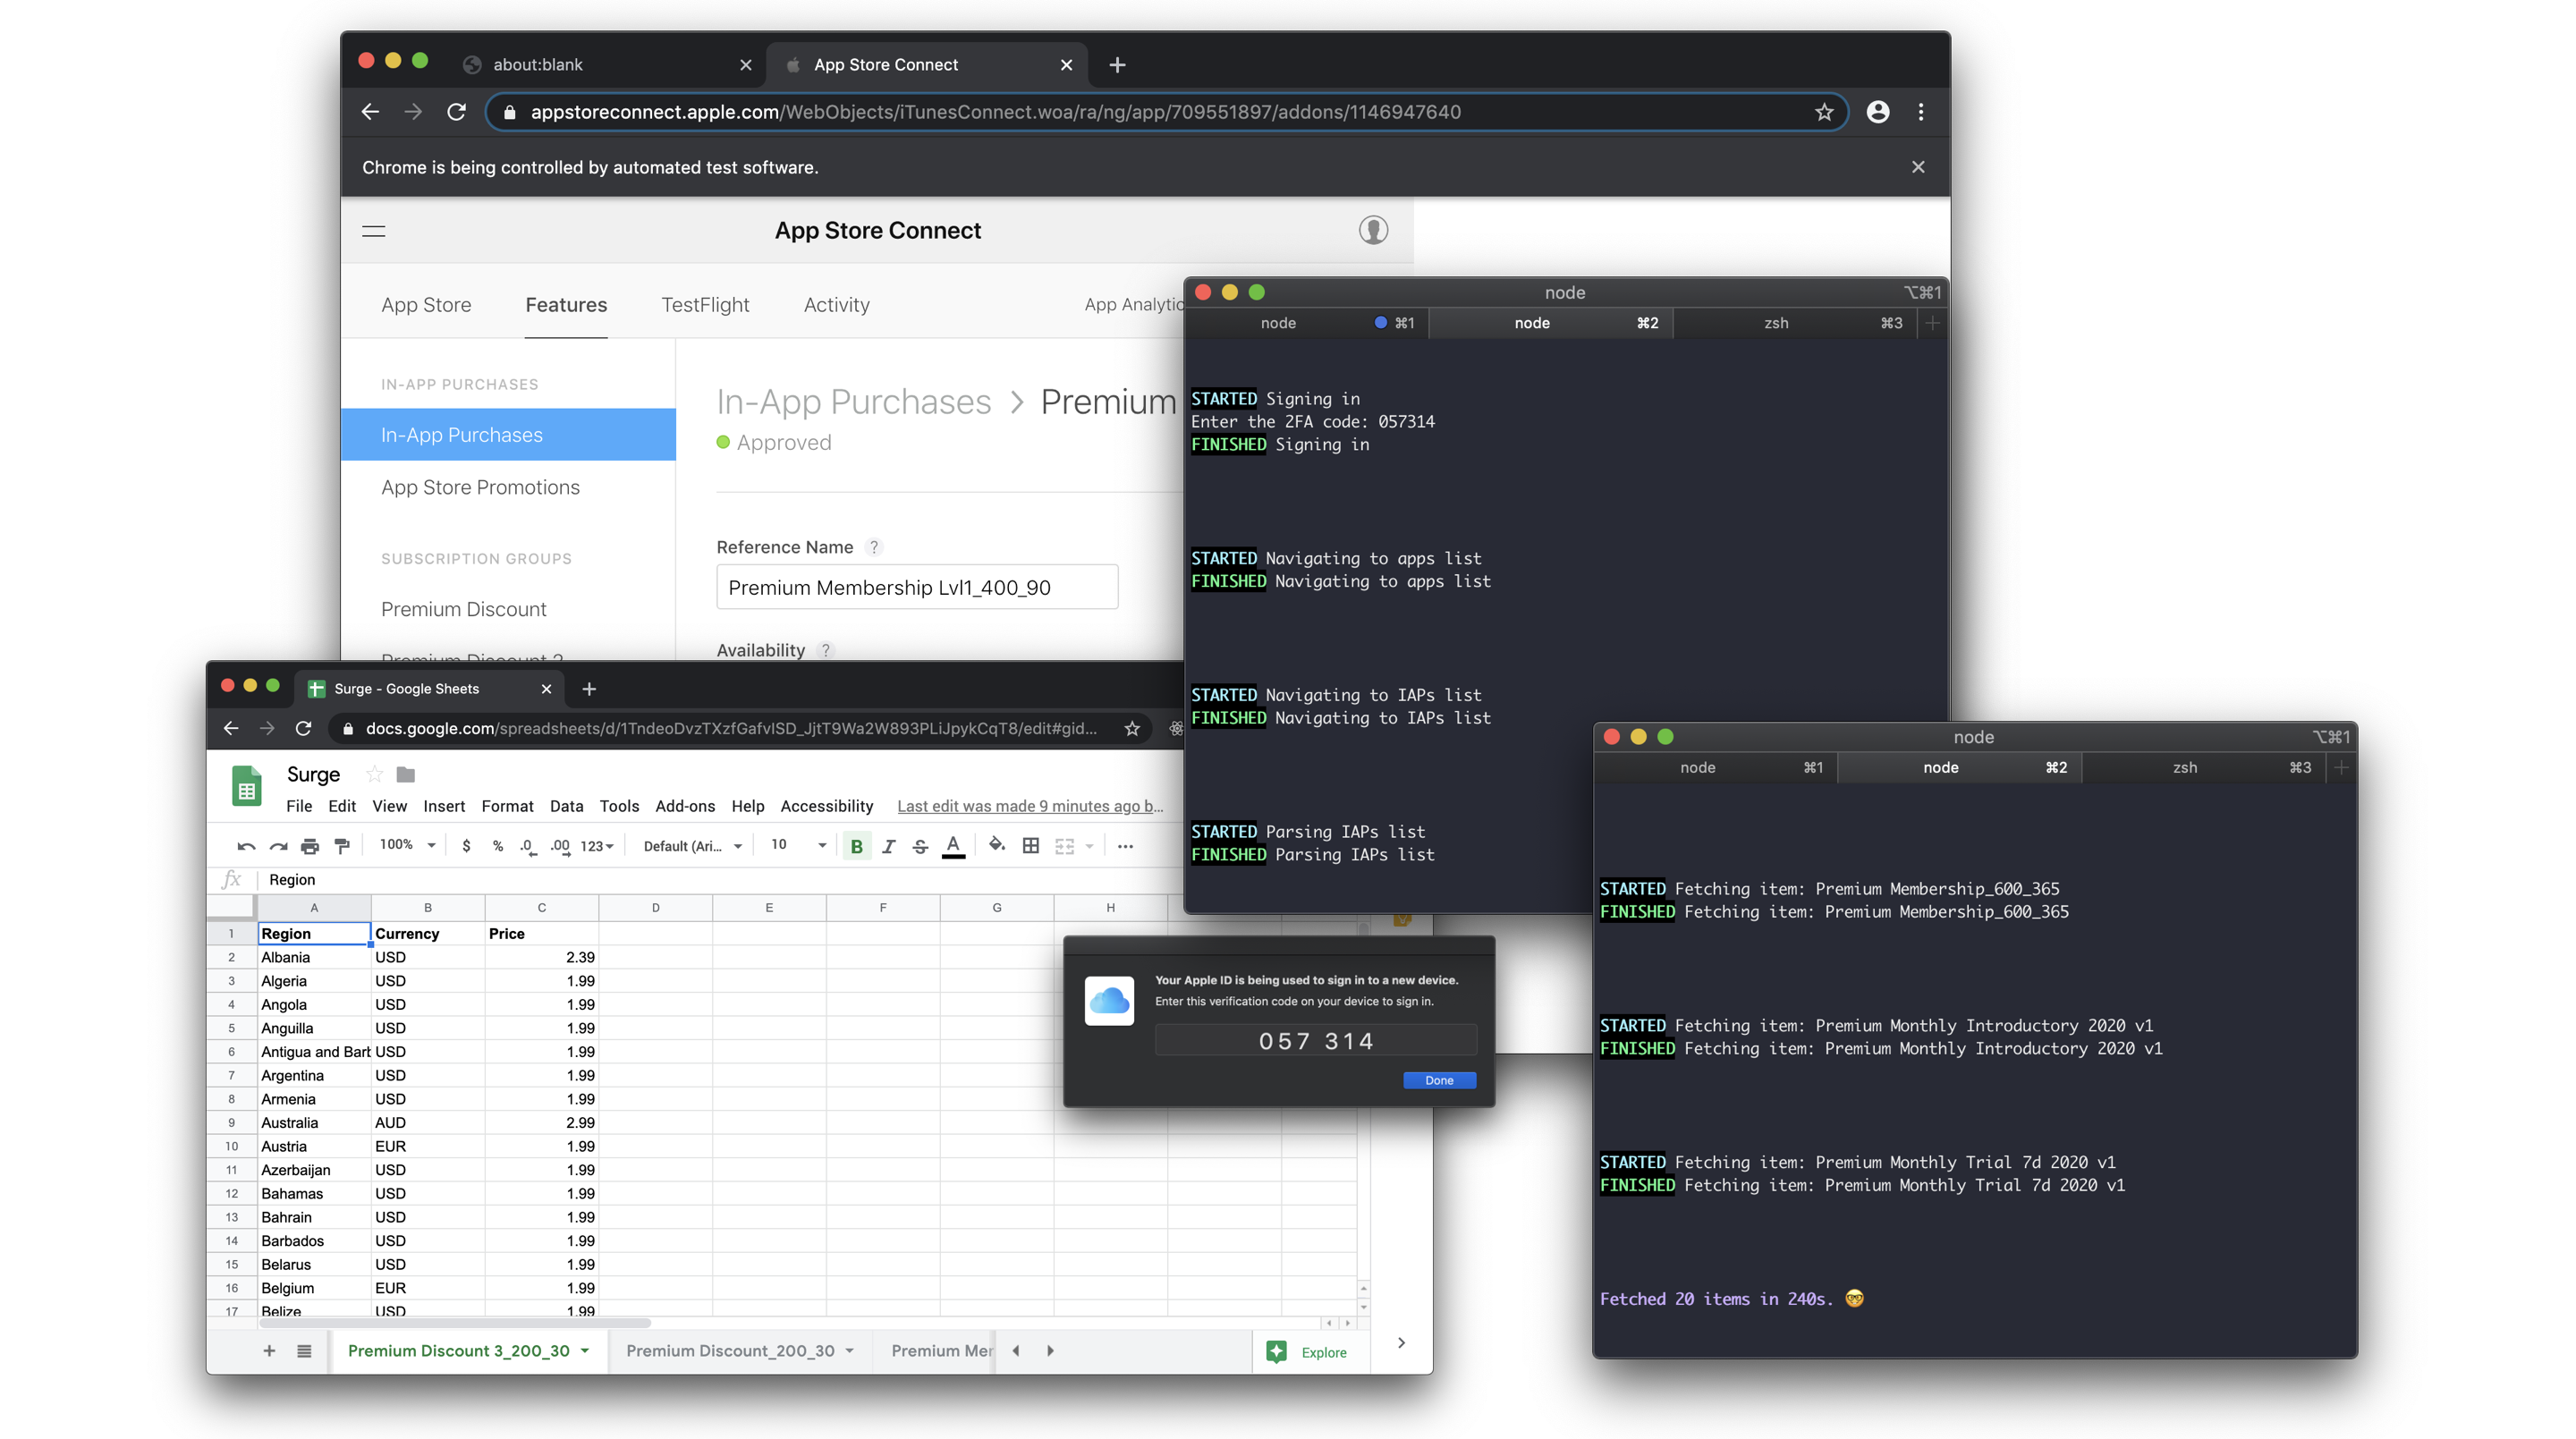 about:blank
App Store Connect
appstoreconnect.apple.com/WebObjects/iTunesConnect.woa/ra/ng/app/709551897/addons/1146947640
Chrome is being controlled by automated test software.
App Store Connect
App Store Features TestFlight Activity App Analytic
IN-APP PURCHASES
In-App Purchases
App Store Promotions
SUBSCRIPTION GROUPS
Premium Discount
Premium Discount 2
In-App Purchases > Premium
Approved
Reference Name ?
Premium Membership Lvl1_400_90
Availability ?
node ⌥⌘1
node ⌘1 node ⌘2 zsh ⌘3
STARTED Signing in
Enter the 2FA code: 057314
FINISHED Signing in
STARTED Navigating to apps list
FINISHED Navigating to apps list
STARTED Navigating to IAPs list
FINISHED Navigating to IAPs list
STARTED Parsing IAPs list
FINISHED Parsing IAPs list
Surge - Google Sheets
docs.google.com/spreadsheets/d/1TndeoDvzTXzfGafvlSD_JjtT9Wa2W893PLiJpykCqT8/edit#gid...
Surge
File Edit View Insert Format Data Tools Add-ons Help Accessibility Last edit was made 9 minutes ago b...
100% $ % .0 .00 123 Default (Ari... 10 B I S A
fx Region
A B C D E F G H
1 Region Currency Price
2 Albania USD 2.39
3 Algeria USD 1.99
4 Angola USD 1.99
5 Anguilla USD 1.99
6 Antigua and Bart USD 1.99
7 Argentina USD 1.99
8 Armenia USD 1.99
9 Australia AUD 2.99
10 Austria EUR 1.99
11 Azerbaijan USD 1.99
12 Bahamas USD 1.99
13 Bahrain USD 1.99
14 Barbados USD 1.99
15 Belarus USD 1.99
16 Belgium EUR 1.99
17 Belize USD 1.99
Premium Discount 3_200_30 Premium Discount_200_30 Premium Mer
Explore
Your Apple ID is being used to sign in to a new device.
Enter this verification code on your device to sign in.
057 314
Done
node ⌥⌘1
node ⌘1 node ⌘2 zsh ⌘3
STARTED Fetching item: Premium Membership_600_365
FINISHED Fetching item: Premium Membership_600_365
STARTED Fetching item: Premium Monthly Introductory 2020 v1
FINISHED Fetching item: Premium Monthly Introductory 2020 v1
STARTED Fetching item: Premium Monthly Trial 7d 2020 v1
FINISHED Fetching item: Premium Monthly Trial 7d 2020 v1
Fetched 20 items in 240s. 🤓